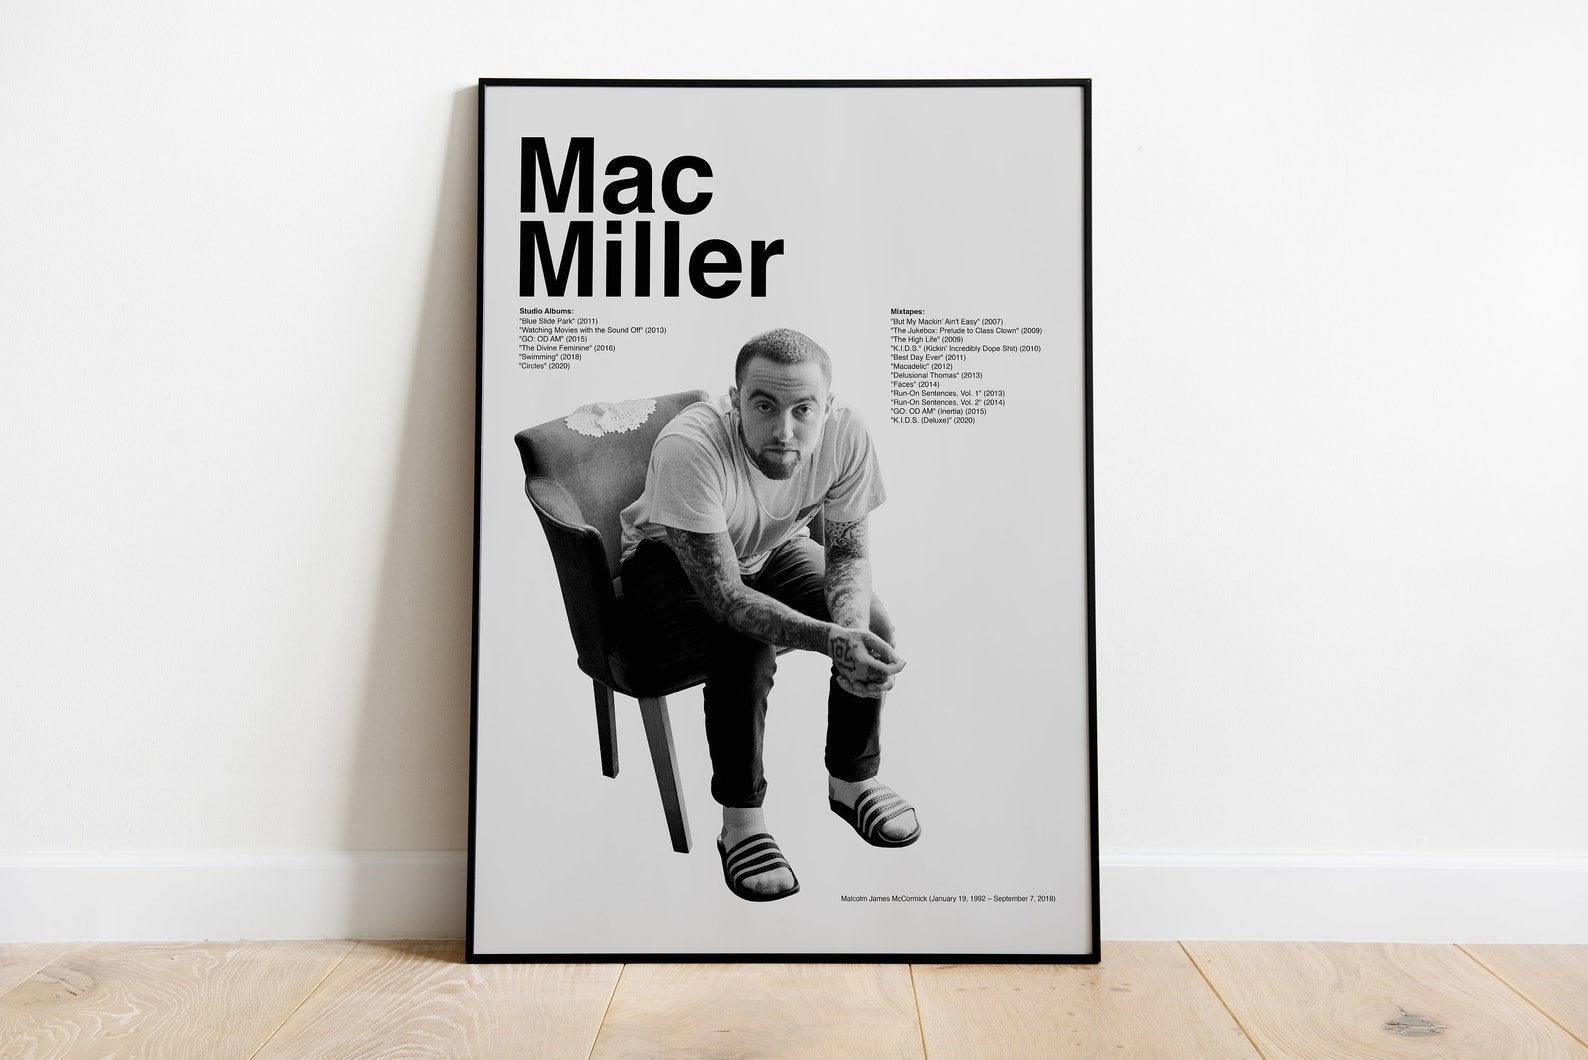 Mac
Miller
Studio Albums:
"Blue Slide Park" (2011)
"Watching Movies with the Sound Off" (2013)
"GO: OD AM" (2015)
"The Divine Feminine" (2016)
"Swimming" (2018)
"Circles" (2020)
Mixtapes:
"But My Mackin' Ain't Easy" (2007)
"The Jukebox: Prelude to Class Clown" (2009)
"The High Life" (2009)
"K.I.D.S." (Kickin' Incredibly Dope Shit) (2010)
"Best Day Ever" (2011)
"Macadelic" (2012)
"Delusional Thomas" (2013)
"Faces" (2014)
"Run-On Sentences, Vol. 1" (2013)
"Run-On Sentences, Vol. 2" (2014)
"GO: OD AM" (Inertia) (2015)
"K.I.D.S. (Deluxe)" (2020)
Malcolm James McCormick (January 19, 1992 – September 7, 2018)